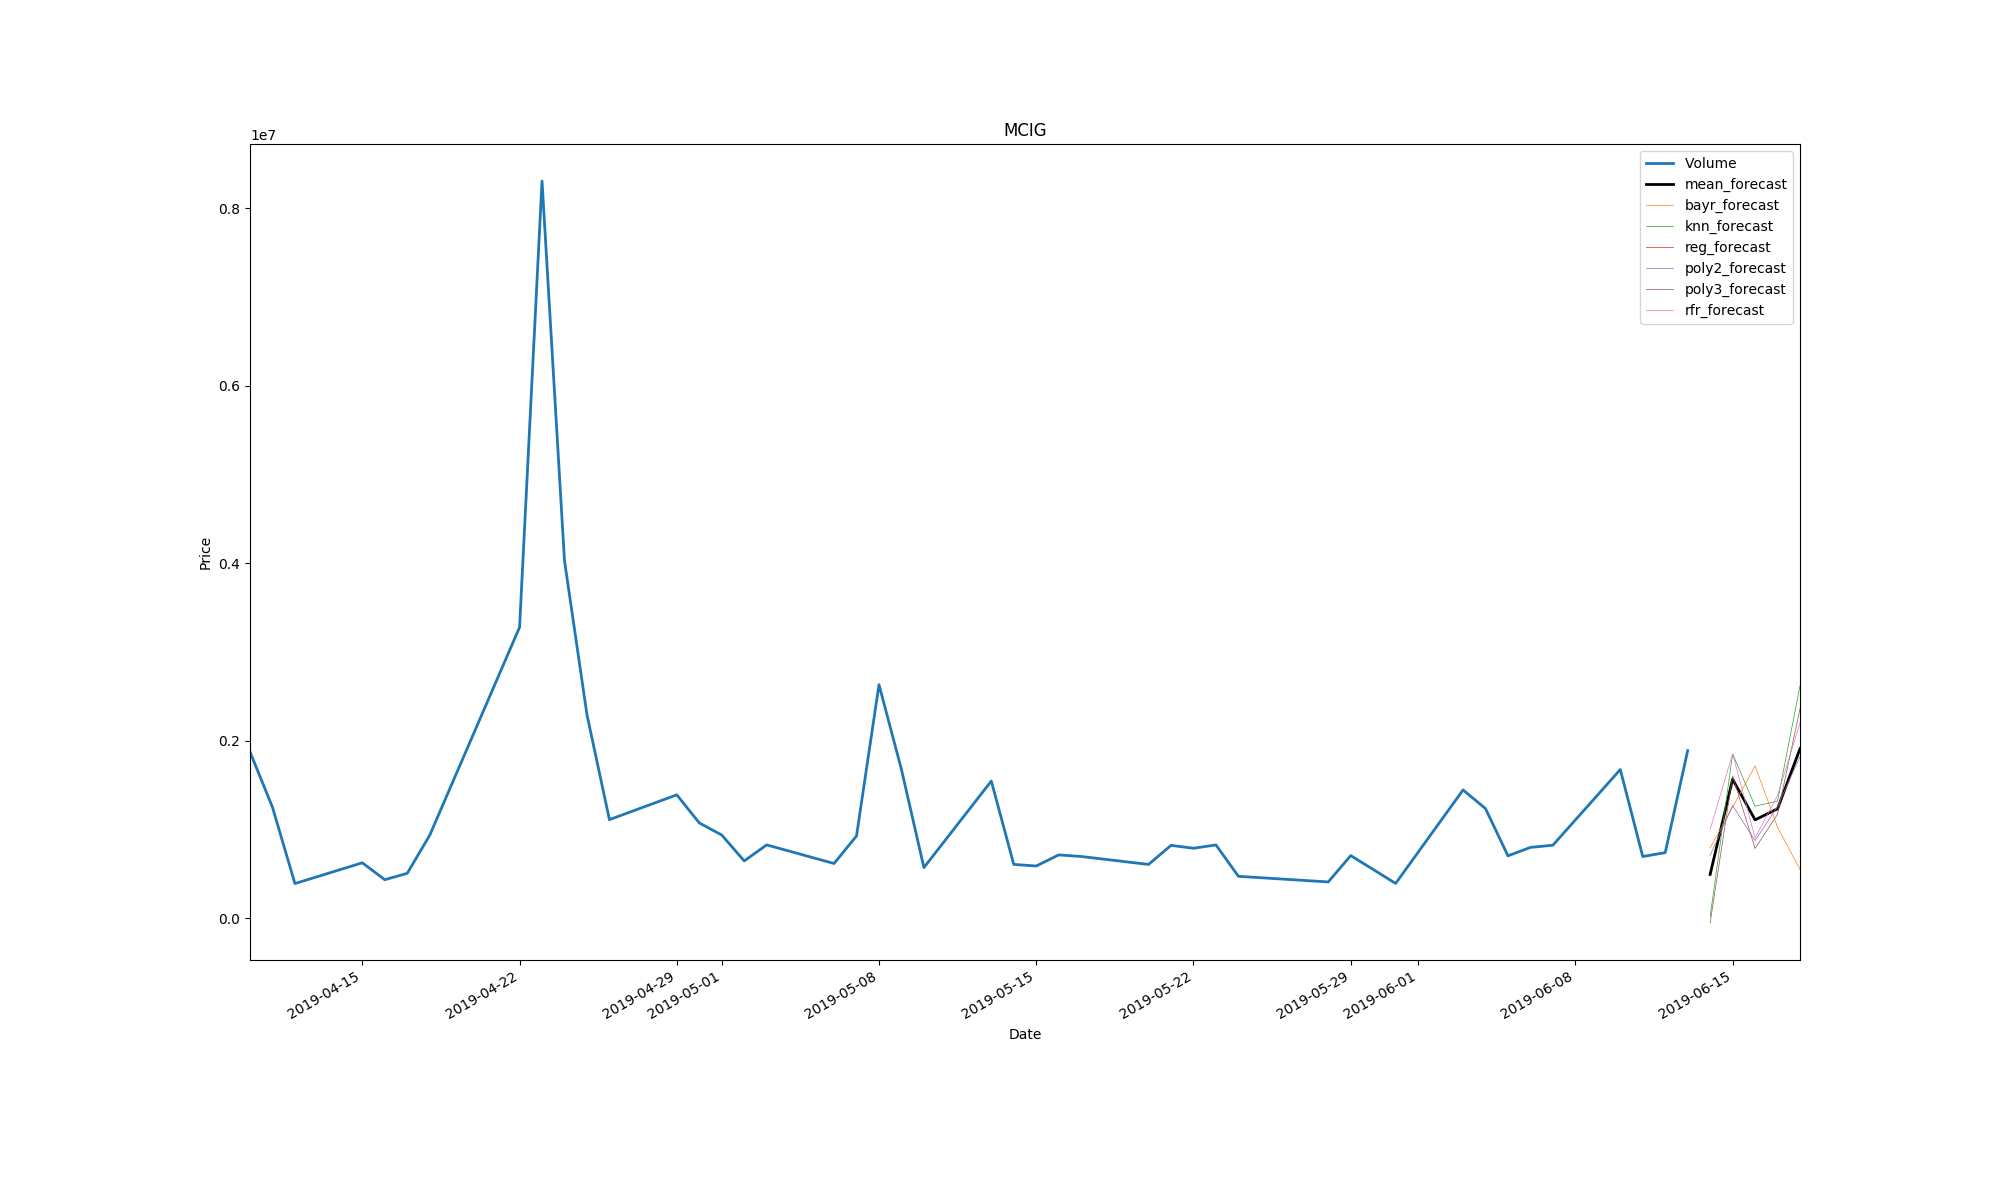 MCIG
1e7
Volume
mean_forecast
bayr_forecast
knn_forecast
reg_forecast
poly2_forecast
poly3_forecast
rfr_forecast
0.8
0.6
0.4
0.2
0.0
Price
2019-04-15
2019-04-22
2019-04-29
2019-05-01
2019-05-08
2019-05-15
2019-05-22
2019-05-29
2019-06-01
2019-06-08
2019-06-15
Date